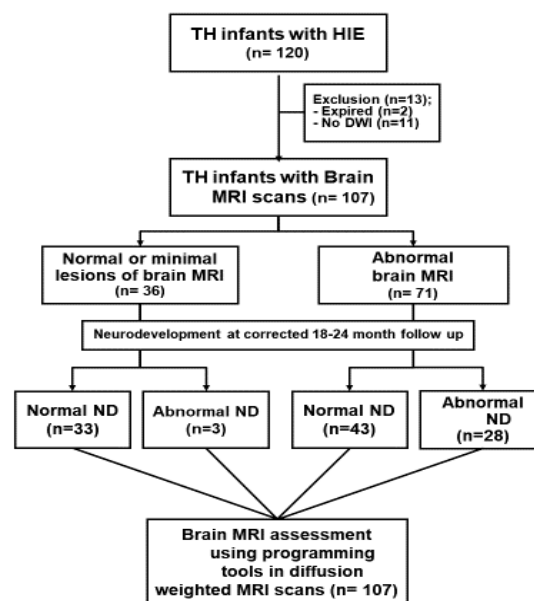 TH infants with HIE
(n= 120)
Exclusion (n=13);
- Expired (n=2)
- No DWI (n=11)
TH infants with Brain
MRI scans (n= 107)
Normal or minimal
lesions of brain MRI
(n= 36)
Abnormal
brain MRI
(n= 71)
Neurodevelopment at corrected 18-24 month follow up
Normal ND
(n=33)
Abnormal ND
(n=3)
Normal ND
(n=43)
Abnormal
ND
(n=28)
Brain MRI assessment
using programming
tools in diffusion
weighted MRI scans (n= 107)